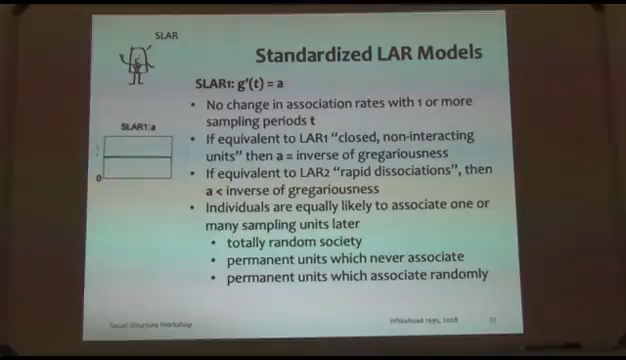 SLAR
Standardized LAR Models
SLAR1: g'(t) = a
• No change in association rates with 1 or more
sampling periods t
SLAR1:a
• If equivalent to LAR1 "closed, non-interacting
units" then a = inverse of gregariousness
• If equivalent to LAR2 "rapid dissociations", then
a < inverse of gregariousness
0
• Individuals are equally likely to associate one or
many sampling units later
• totally random society
• permanent units which never associate
• permanent units which associate randomly
Social Structure Workshop
Whitehead 1995, 2008